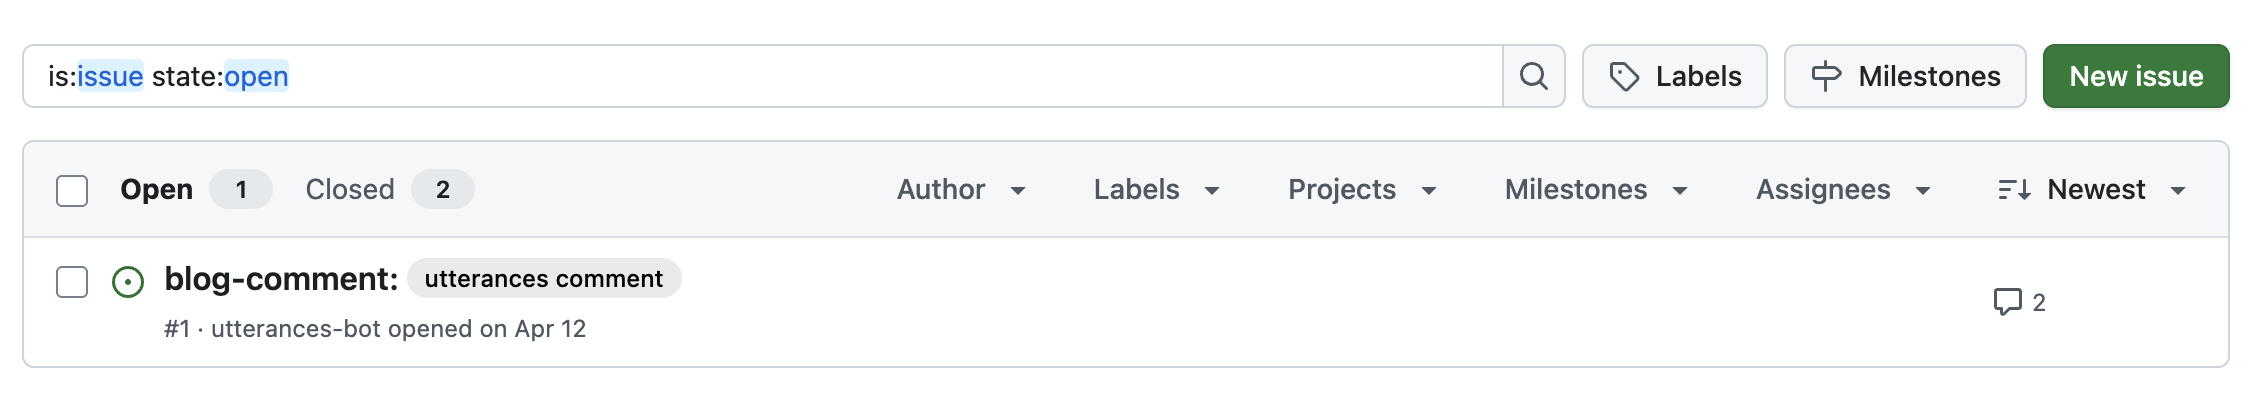 is:issue state:open
Labels
Milestones
New issue
Open 1 Closed 2 Author Labels Projects Milestones Assignees Newest
blog-comment: utterances comment
#1 · utterances-bot opened on Apr 12
2